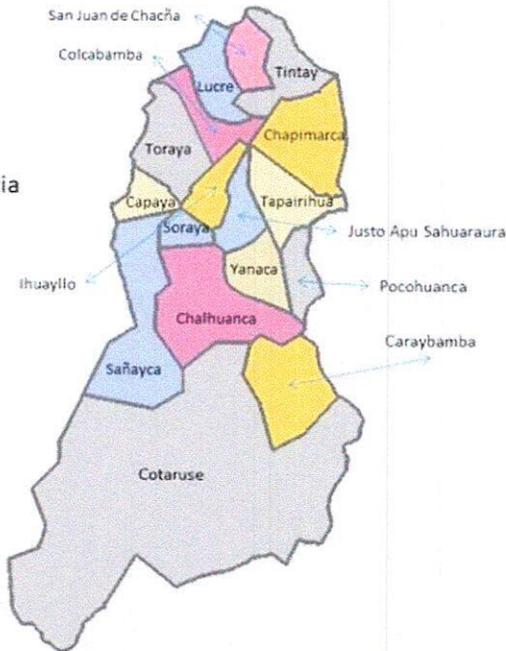 San Juan de Chacña
Colcabamba
Tintay
Lucre
Chapimarca
Toraya
ia
Capaya
Tapairihua
Soraya
Justo Apu Sahuaraura
Yanaca
Ihuayllo
Pocohuanca
Chalhuanca
Caraybamba
Sañayca
Cotaruse